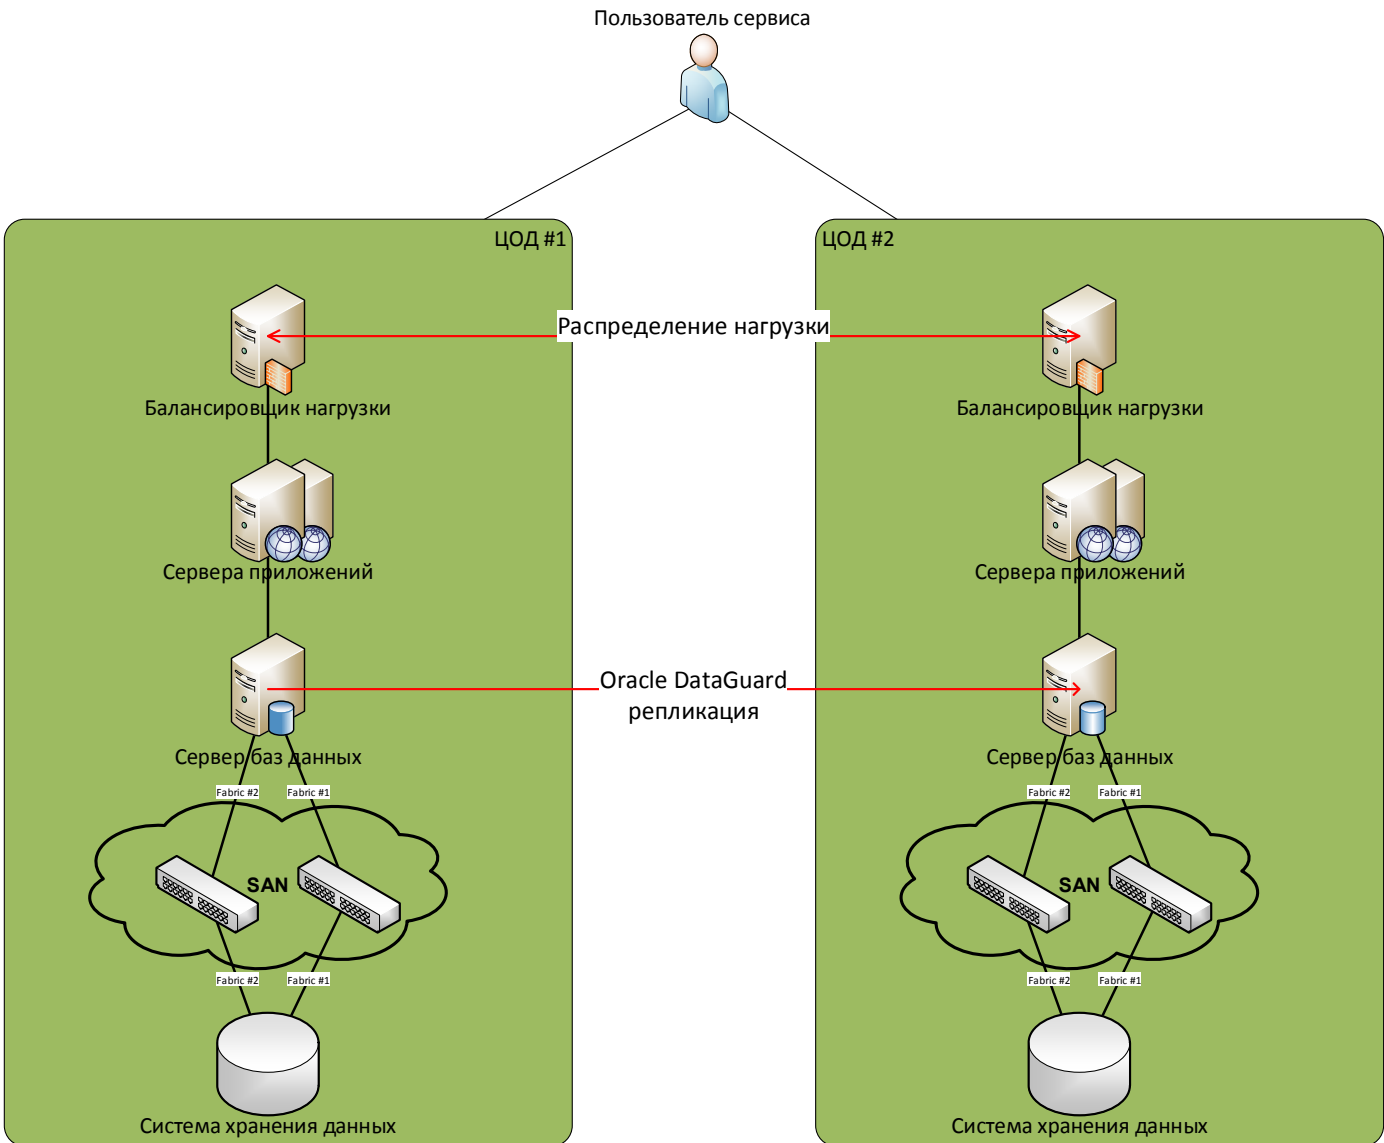 Пользователь сервиса
ЦОД #1
ЦОД #2
Распределение нагрузки
Балансировщик нагрузки
Балансировщик нагрузки
Сервера приложений
Сервера приложений
Oracle DataGuard
репликация
Сервер баз данных
Сервер баз данных
Fabric #2
Fabric #1
Fabric #2
Fabric #1
SAN
SAN
Fabric #2
Fabric #1
Fabric #2
Fabric #1
Система хранения данных
Система хранения данных